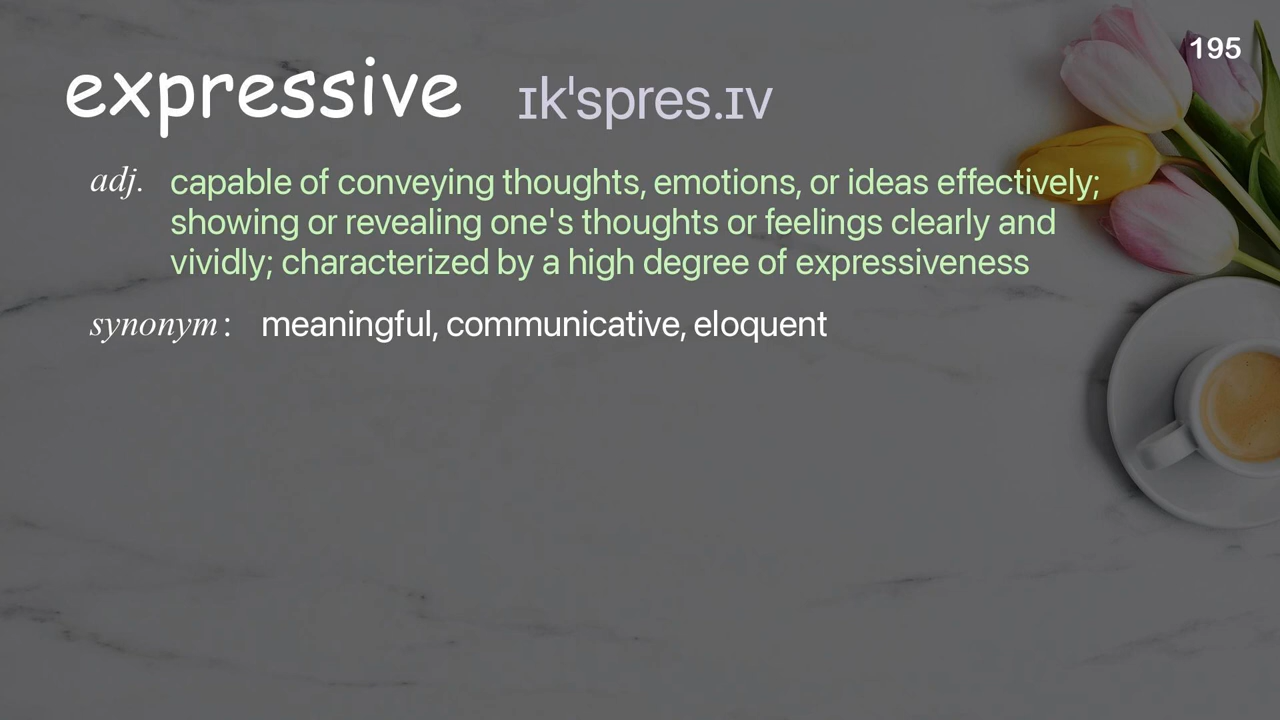 195
expressive ɪk'spres.ɪv
adj. capable of conveying thoughts, emotions, or ideas effectively;
showing or revealing one's thoughts or feelings clearly and
vividly; characterized by a high degree of expressiveness
synonym: meaningful, communicative, eloquent